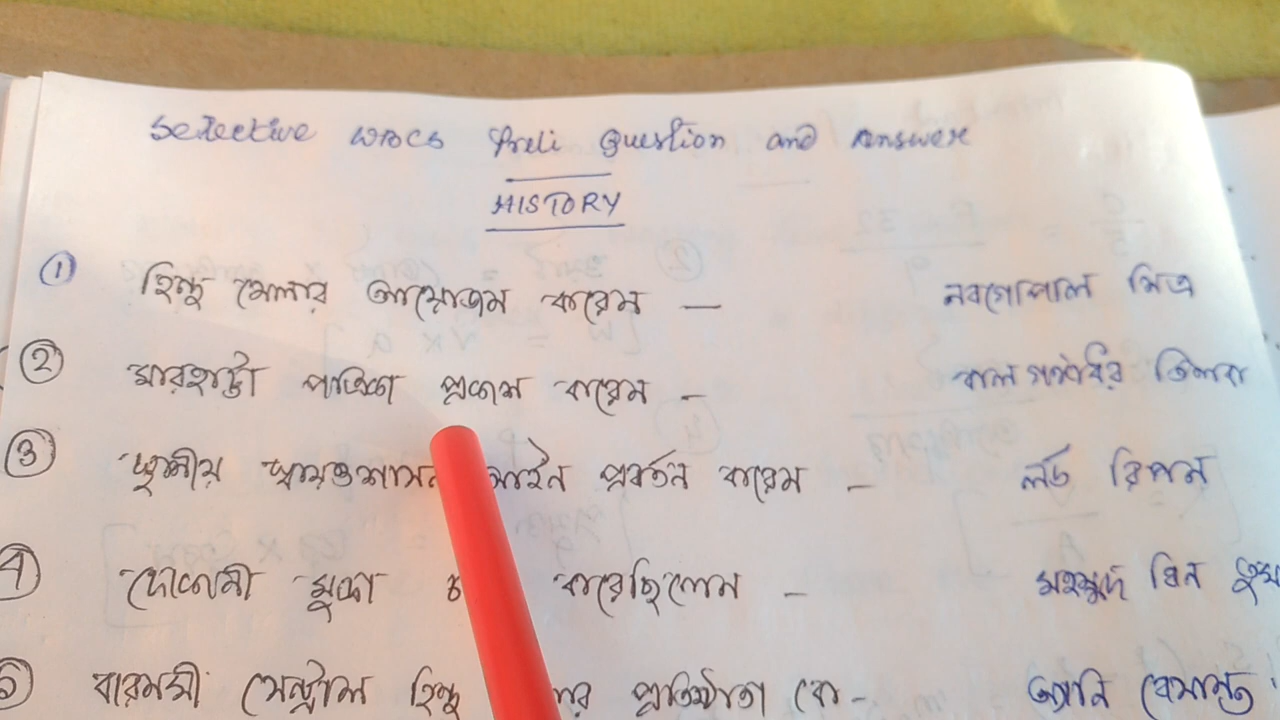 Selective WBCS Preli Question and Answer
HISTORY
① হিন্দু মেলার আয়োজন করেন — নবগোপাল মিত্র
② মারহাট্টা পত্রিকা প্রকাশ করেন – বাল গঙ্গাধর তিলক
③ স্থানীয় স্বায়ত্তশাসন আইন প্রবর্তন করেন – লর্ড রিপন
④ টোকামী মুদ্রা করেছিলেন – মহম্মদ বিন
⑤ বারানসী সেন্ট্রাল হিন্দু প্রতিষ্ঠাতা কে– অ্যানি বেসান্ত